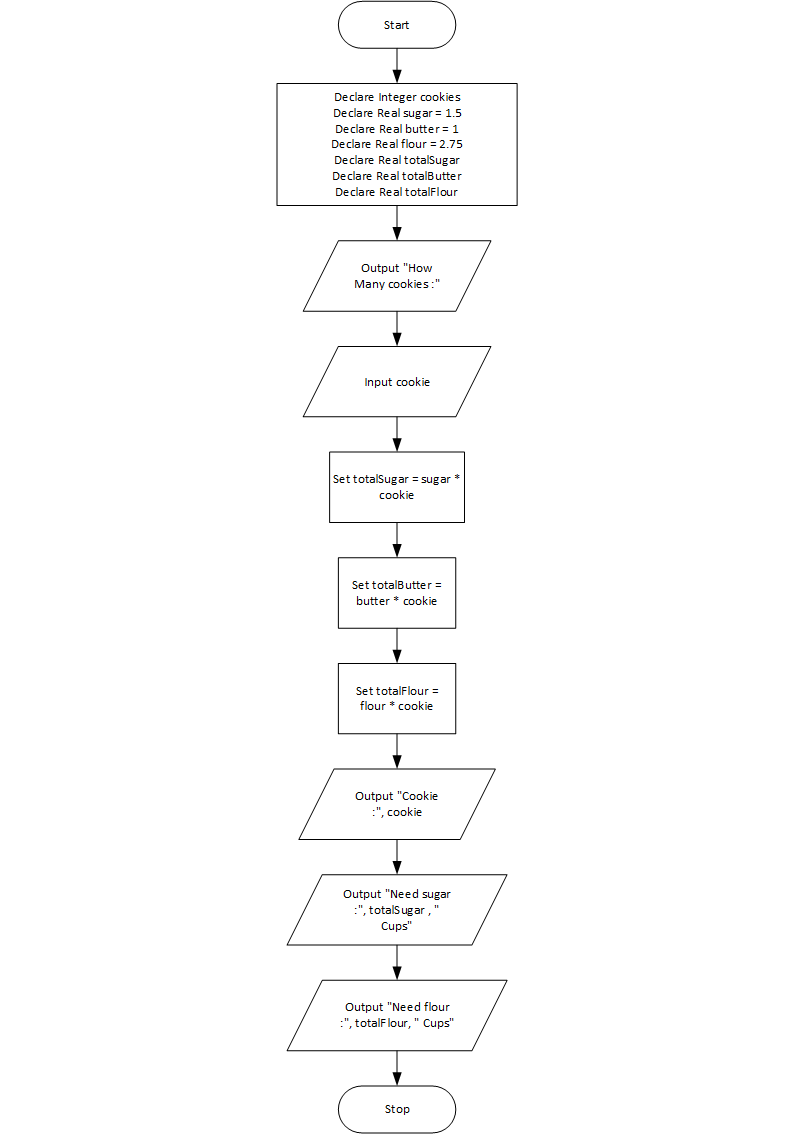 Start
Declare Integer cookies
Declare Real sugar = 1.5
Declare Real butter = 1
Declare Real flour = 2.75
Declare Real totalSugar
Declare Real totalButter
Declare Real totalFlour
Output "How
Many cookies :"
Input cookie
Set totalSugar = sugar *
cookie
Set totalButter =
butter * cookie
Set totalFlour =
flour * cookie
Output "Cookie
:", cookie
Output "Need sugar
:", totalSugar , "
Cups"
Output "Need flour
:", totalFlour, " Cups"
Stop